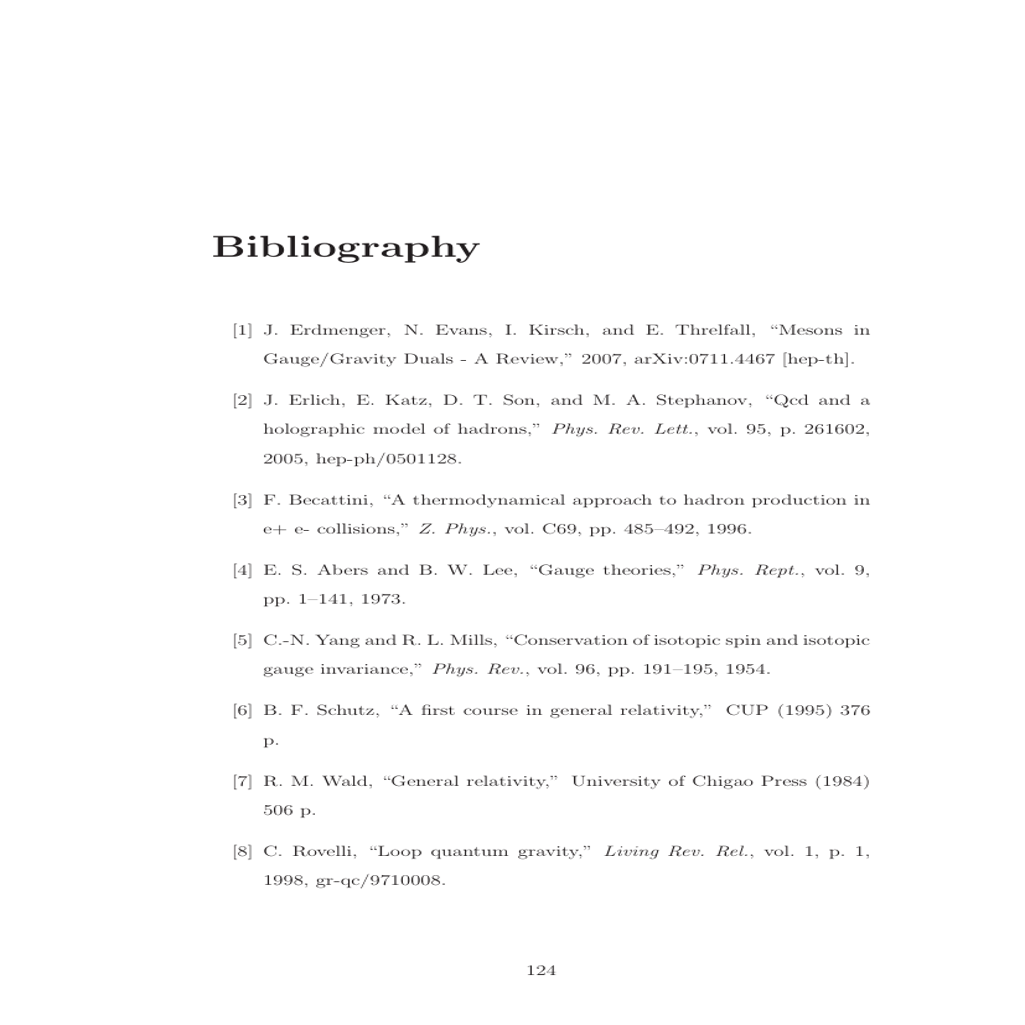 Bibliography
[1] J. Erdmenger, N. Evans, I. Kirsch, and E. Threlfall, “Mesons in
Gauge/Gravity Duals - A Review,” 2007, arXiv:0711.4467 [hep-th].
[2] J. Erlich, E. Katz, D. T. Son, and M. A. Stephanov, “Qcd and a
holographic model of hadrons,” Phys. Rev. Lett., vol. 95, p. 261602,
2005, hep-ph/0501128.
[3] F. Becattini, “A thermodynamical approach to hadron production in
e+ e- collisions,” Z. Phys., vol. C69, pp. 485–492, 1996.
[4] E. S. Abers and B. W. Lee, “Gauge theories,” Phys. Rept., vol. 9,
pp. 1–141, 1973.
[5] C.-N. Yang and R. L. Mills, “Conservation of isotopic spin and isotopic
gauge invariance,” Phys. Rev., vol. 96, pp. 191–195, 1954.
[6] B. F. Schutz, “A first course in general relativity,” CUP (1995) 376
p.
[7] R. M. Wald, “General relativity,” University of Chigao Press (1984)
506 p.
[8] C. Rovelli, “Loop quantum gravity,” Living Rev. Rel., vol. 1, p. 1,
1998, gr-qc/9710008.
124